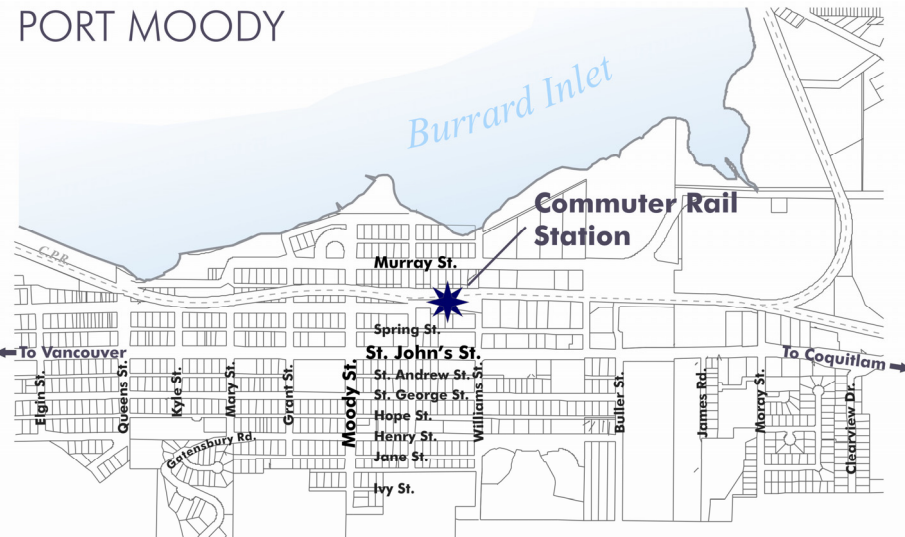 PORT MOODY
Burrard Inlet
Commuter Rail
Station
C.P.R.
Murray St.
Spring St.
To Vancouver
St. John's St.
To Coquitlam
St. Andrew St.
St. George St.
Hope St.
Henry St.
Jane St.
Ivy St.
Elgin St.
Queens St.
Kyle St.
Mary St.
Grant St.
Moody St.
Williams St.
Buller St.
James Rd.
Moray St.
Clearview Dr.
Gatensbury Rd.